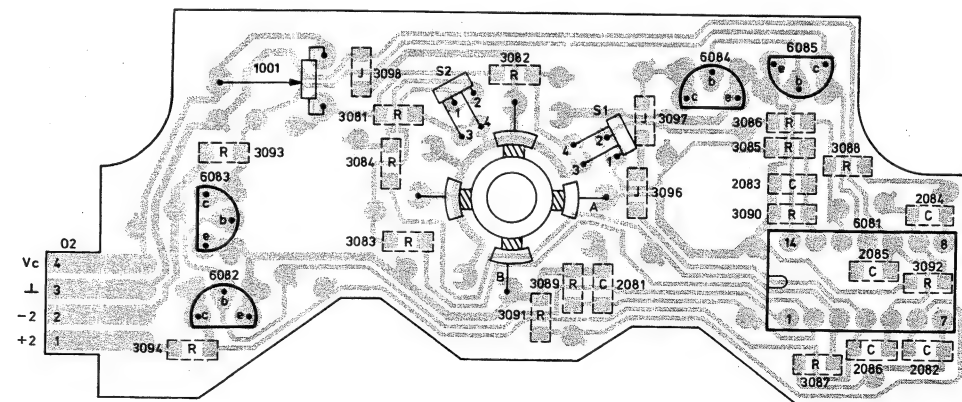 6085
6084
e c
b
b
c e
3082
R
1001
J 3098
S2
2
1
4
3
3081 R
S1
4
2
3
1
J 3097
3086 R
3085 R
3088
R
3093
R
3084 R
2083
C
J 3096
2084
C
6083
c
b
e
A
3090 R
6081
14 8
3083 R
2085
C
3092
R
O2
Vc 4
⊥ 3
-2 2
+2 1
B
3089 R
C 2081
6082
b
c e
3091 R
1 7
3094 R
R
3087
C
2086
C
2082